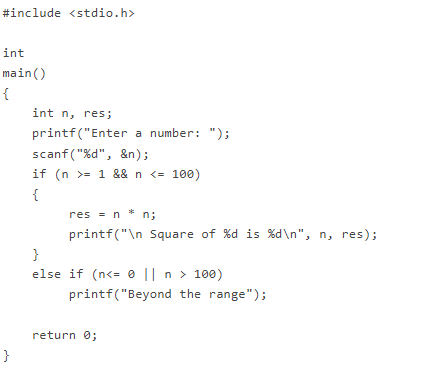 #include <stdio.h>
int
main()
{
int n, res;
printf("Enter a number: ");
scanf("%d", &n);
if (n >= 1 && n <= 100)
{
res = n * n;
printf("\n Square of %d is %d\n", n, res);
}
else if (n<= 0 || n > 100)
printf("Beyond the range");
return 0;
}